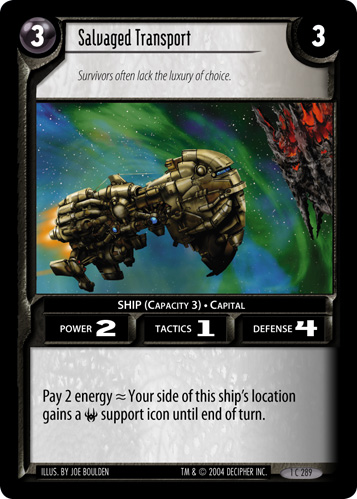 3 Salvaged Transport 3
Survivors often lack the luxury of choice.
SHIP (CAPACITY 3) • CAPITAL
POWER 2 TACTICS 1 DEFENSE 4
Pay 2 energy ≈ Your side of this ship's location
gains a support icon until end of turn.
ILLUS. BY JOE BOULDEN TM & © 2004 DECIPHER INC. 1 C 289